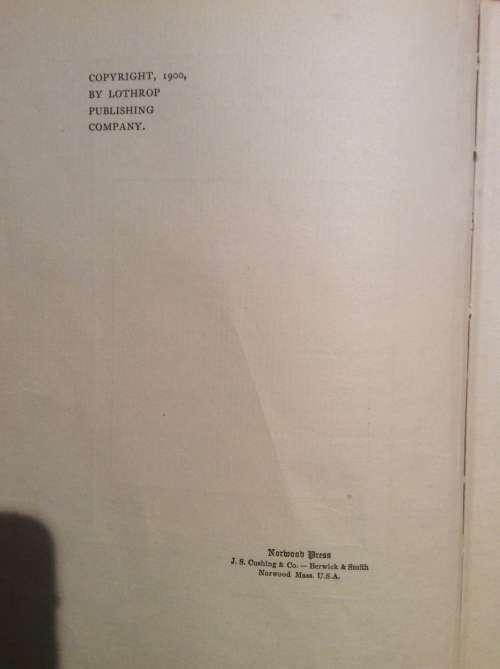 COPYRIGHT, 1900,
BY LOTHROP
PUBLISHING
COMPANY.
Norwood Press
J. S. Cushing & Co. — Berwick & Smith
Norwood Mass. U.S.A.